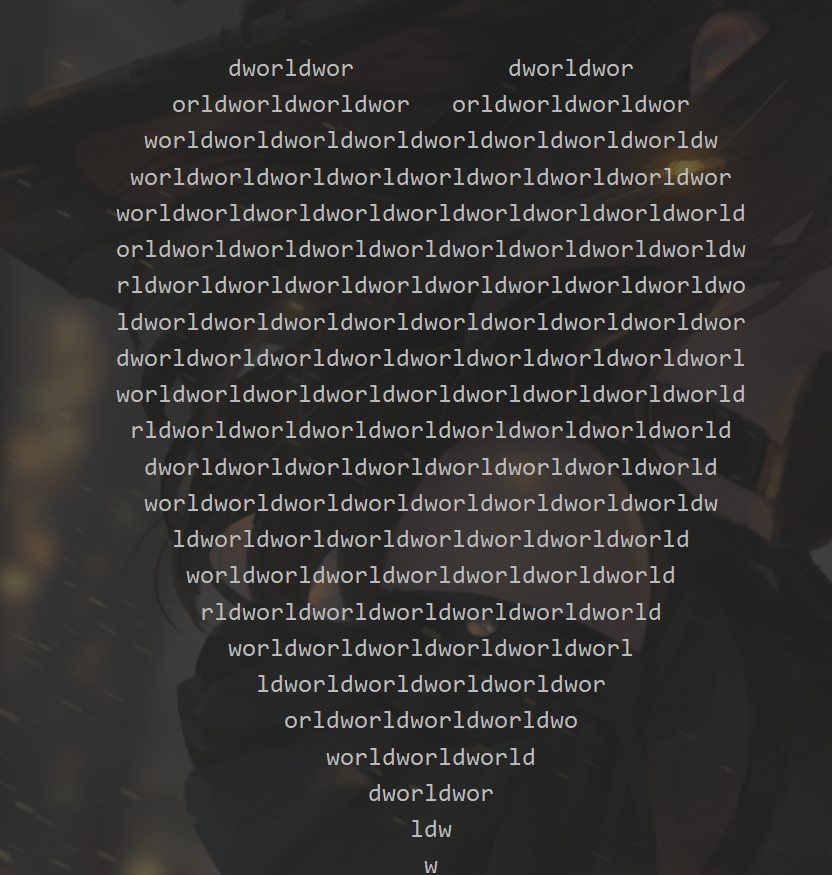 dworldwor dworldwor
orldworldworldwor orldworldworldwor
worldworldworldworldworldworldworldworldw
worldworldworldworldworldworldworldworldwor
worldworldworldworldworldworldworldworldworld
orldworldworldworldworldworldworldworldworldw
rldworldworldworldworldworldworldworldworldwo
ldworldworldworldworldworldworldworldworldwor
dworldworldworldworldworldworldworldworldworl
worldworldworldworldworldworldworldworldworld
rldworldworldworldworldworldworldworldworld
dworldworldworldworldworldworldworldworld
worldworldworldworldworldworldworldworldw
ldworldworldworldworldworldworldworld
worldworldworldworldworldworldworld
rldworldworldworldworldworldworld
worldworldworldworldworldworl
ldworldworldworldworldwor
orldworldworldworldwo
worldworldworld
dworldwor
ldw
w